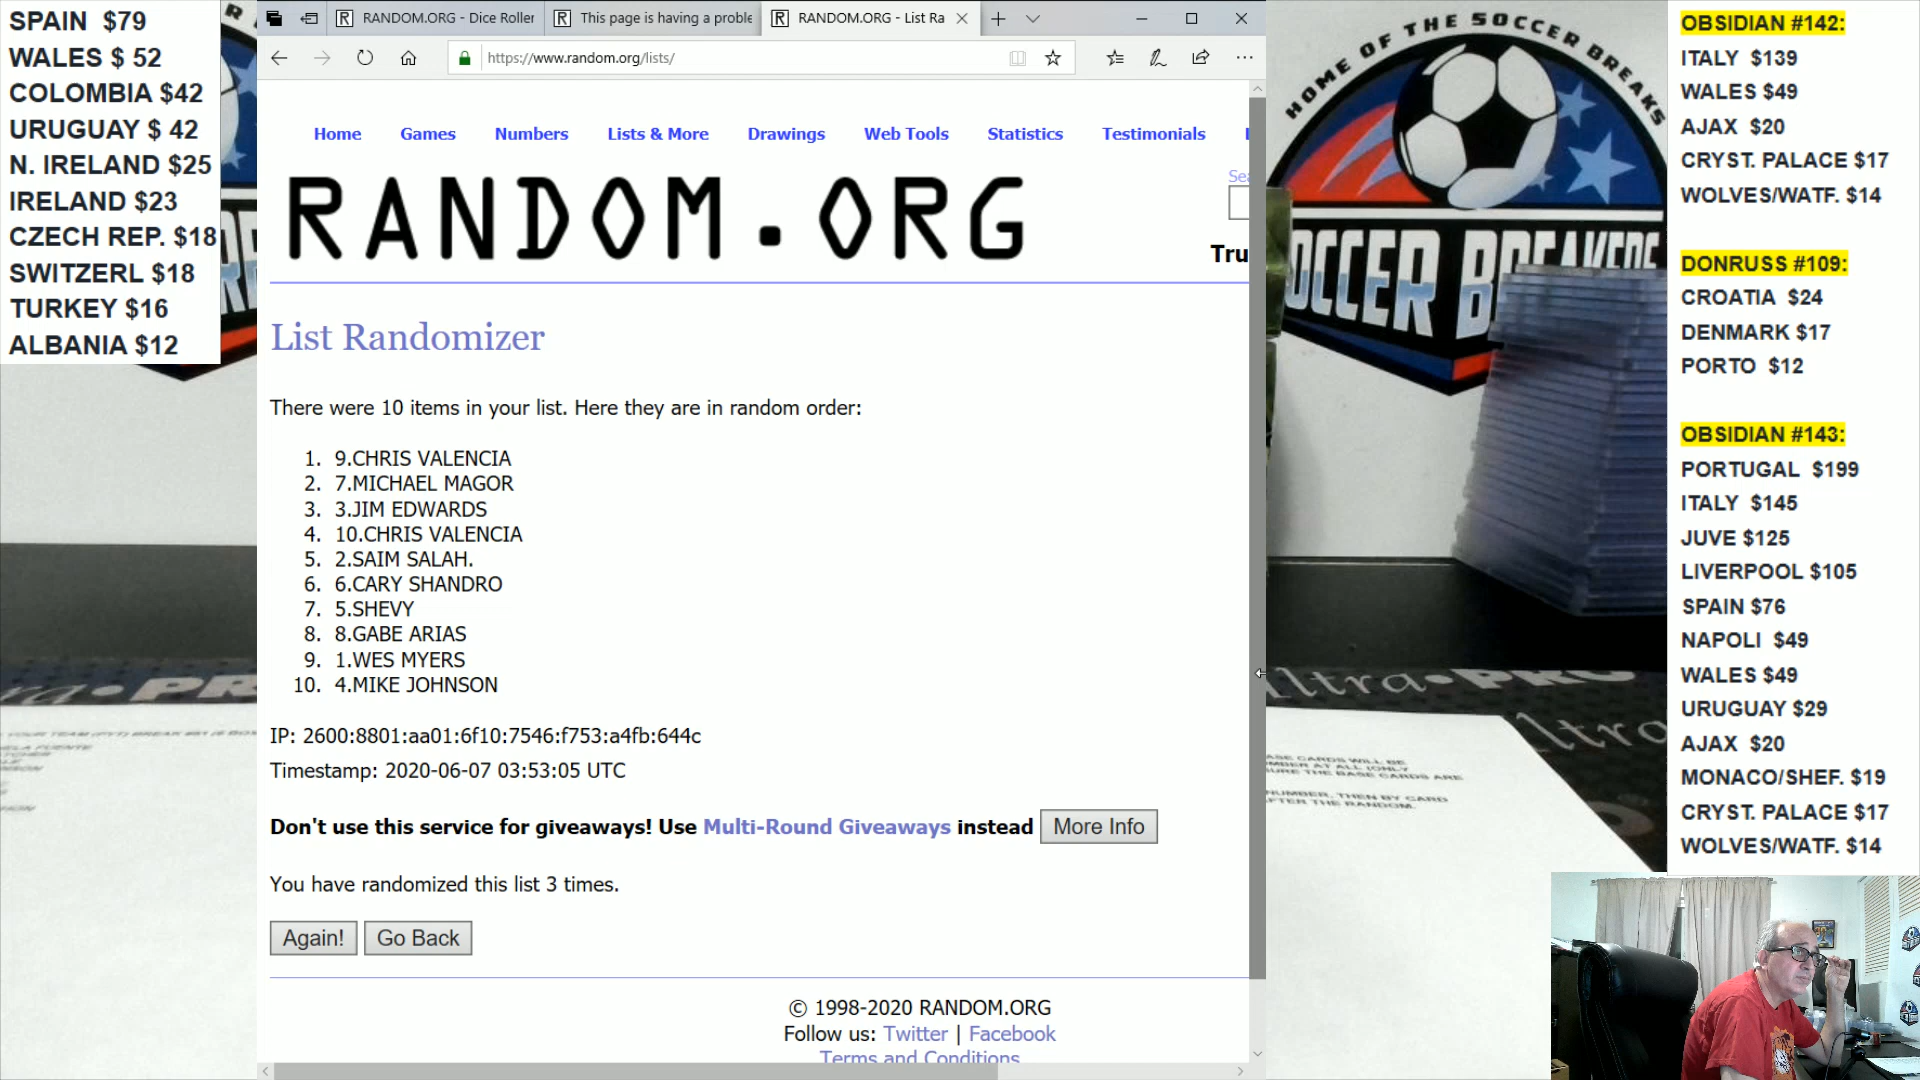 SPAIN $79
WALES $ 52
COLOMBIA $42
URUGUAY $ 42
N. IRELAND $25
IRELAND $23
CZECH REP. $18
SWITZERL $18
TURKEY $16
ALBANIA $12
RANDOM.ORG - Dice Roller
This page is having a proble
RANDOM.ORG - List Ra
https://www.random.org/lists/
Home Games Numbers Lists & More Drawings Web Tools Statistics Testimonials
RANDOM.ORG
Sea
Tru
List Randomizer
There were 10 items in your list. Here they are in random order:
1. 9.CHRIS VALENCIA
2. 7.MICHAEL MAGOR
3. 3.JIM EDWARDS
4. 10.CHRIS VALENCIA
5. 2.SAIM SALAH.
6. 6.CARY SHANDRO
7. 5.SHEVY
8. 8.GABE ARIAS
9. 1.WES MYERS
10. 4.MIKE JOHNSON
IP: 2600:8801:aa01:6f10:7546:f753:a4fb:644c
Timestamp: 2020-06-07 03:53:05 UTC
Don't use this service for giveaways! Use Multi-Round Giveaways instead More Info
You have randomized this list 3 times.
Again! Go Back
© 1998-2020 RANDOM.ORG
Follow us: Twitter | Facebook
Terms and Conditions
HOME OF THE SOCCER BREAKS
SOCCER BREAKERS
ltra•PRO
OBSIDIAN #142:
ITALY $139
WALES $49
AJAX $20
CRYST. PALACE $17
WOLVES/WATF. $14
DONRUSS #109:
CROATIA $24
DENMARK $17
PORTO $12
OBSIDIAN #143:
PORTUGAL $199
ITALY $145
JUVE $125
LIVERPOOL $105
SPAIN $76
NAPOLI $49
WALES $49
URUGUAY $29
AJAX $20
MONACO/SHEF. $19
CRYST. PALACE $17
WOLVES/WATF. $14